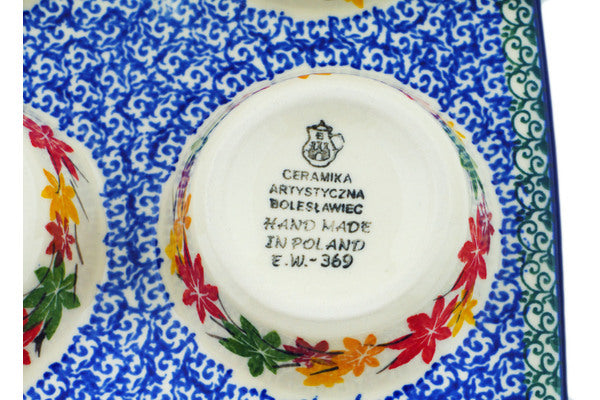 CERAMIKA
ARTYSTYCZNA
BOLESŁAWIEC
HAND MADE
IN POLAND
E.W.-369